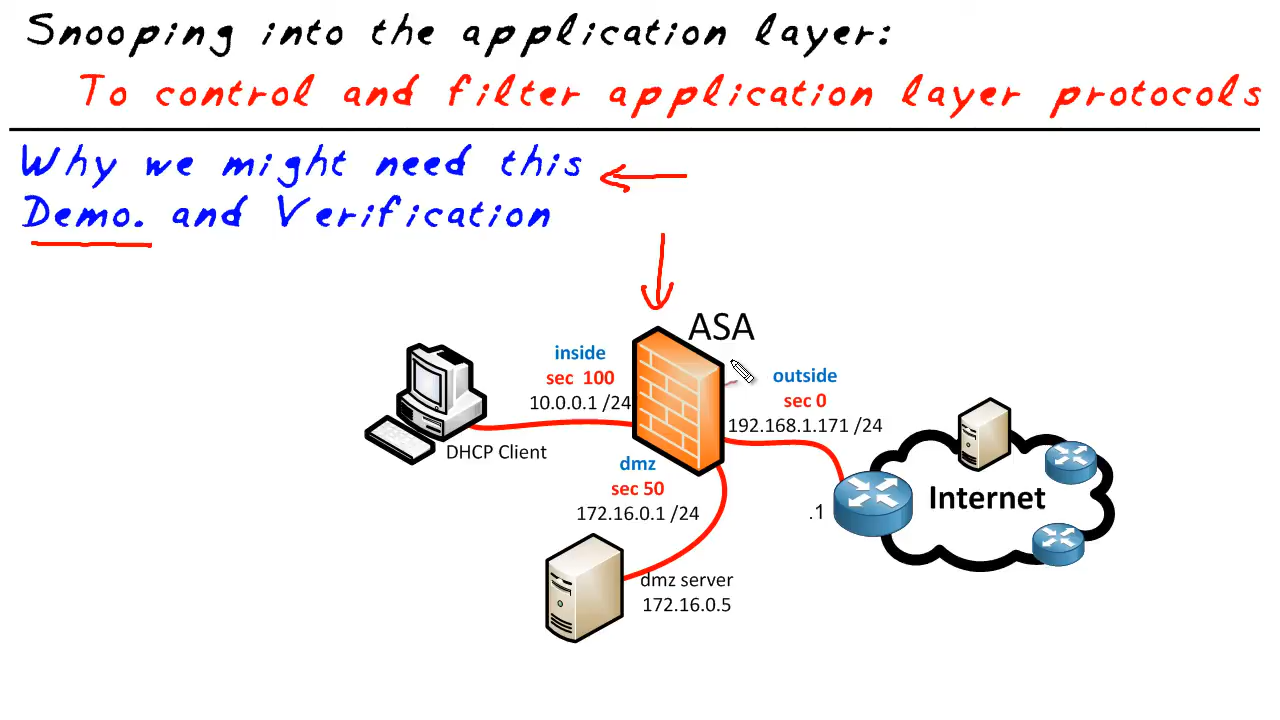 Snooping into the application layer:
To control and filter application layer protocols
Why we might need this
Demo. and Verification
ASA
inside
sec 100
10.0.0.1 /24
outside
sec 0
192.168.1.171 /24
DHCP Client
dmz
sec 50
172.16.0.1 /24
.1
Internet
dmz server
172.16.0.5